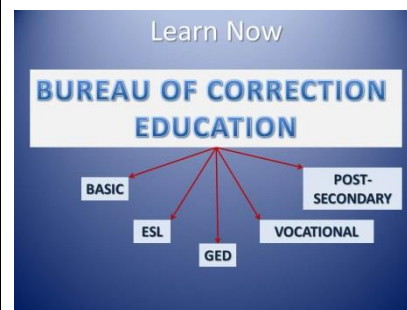 Learn Now
BUREAU OF CORRECTION
EDUCATION
BASIC
ESL
GED
VOCATIONAL
POST-
SECONDARY